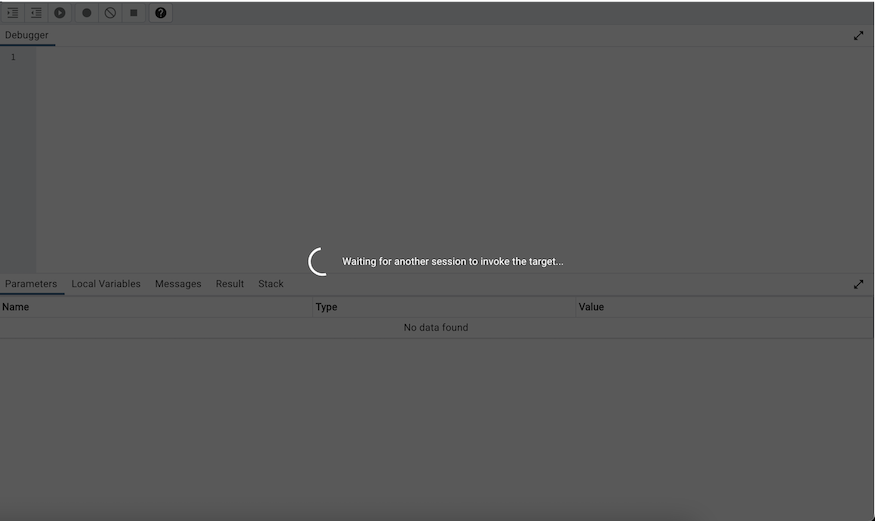 Debugger
1
Waiting for another session to invoke the target...
Parameters Local Variables Messages Result Stack
Name Type Value
No data found